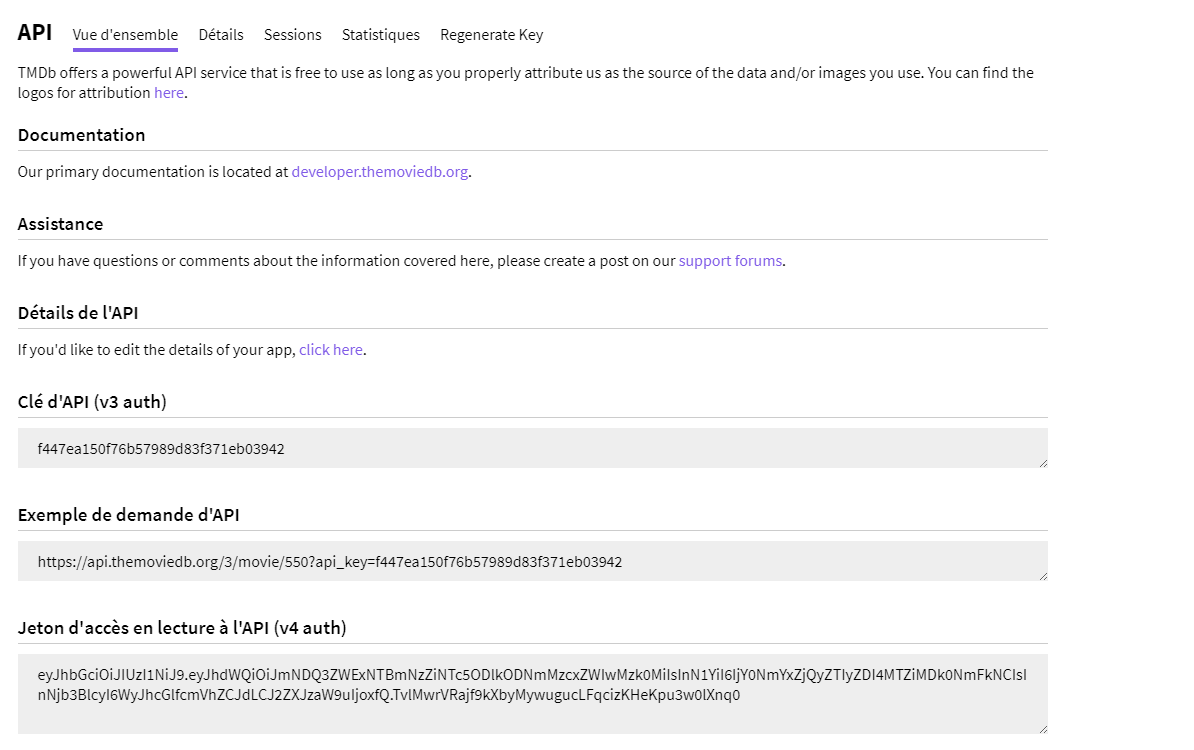 API Vue d'ensemble Détails Sessions Statistiques Regenerate Key
TMDb offers a powerful API service that is free to use as long as you properly attribute us as the source of the data and/or images you use. You can find the
logos for attribution here.
Documentation
Our primary documentation is located at developer.themoviedb.org.
Assistance
If you have questions or comments about the information covered here, please create a post on our support forums.
Détails de l'API
If you'd like to edit the details of your app, click here.
Clé d'API (v3 auth)
f447ea150f76b57989d83f371eb03942
Exemple de demande d'API
https://api.themoviedb.org/3/movie/550?api_key=f447ea150f76b57989d83f371eb03942
Jeton d'accès en lecture à l'API (v4 auth)
eyJhbGciOiJIUzI1NiJ9.eyJhdWQiOiJmNDQ3ZWExNTBmNzZiNTc5ODlkODNmMzcxZWIwMzk0MiIsInN1YiI6IjY0NmYxZjQyZTIyZDI4MTZiMDk0NmFkNCIsI
nNjb3BlcyI6WyJhcGlfcmVhZCJdLCJ2ZXJzaW9uIjoxfQ.TvlMwrVRajf9kXbyMywugucLFqcizKHeKpu3w0lXnq0